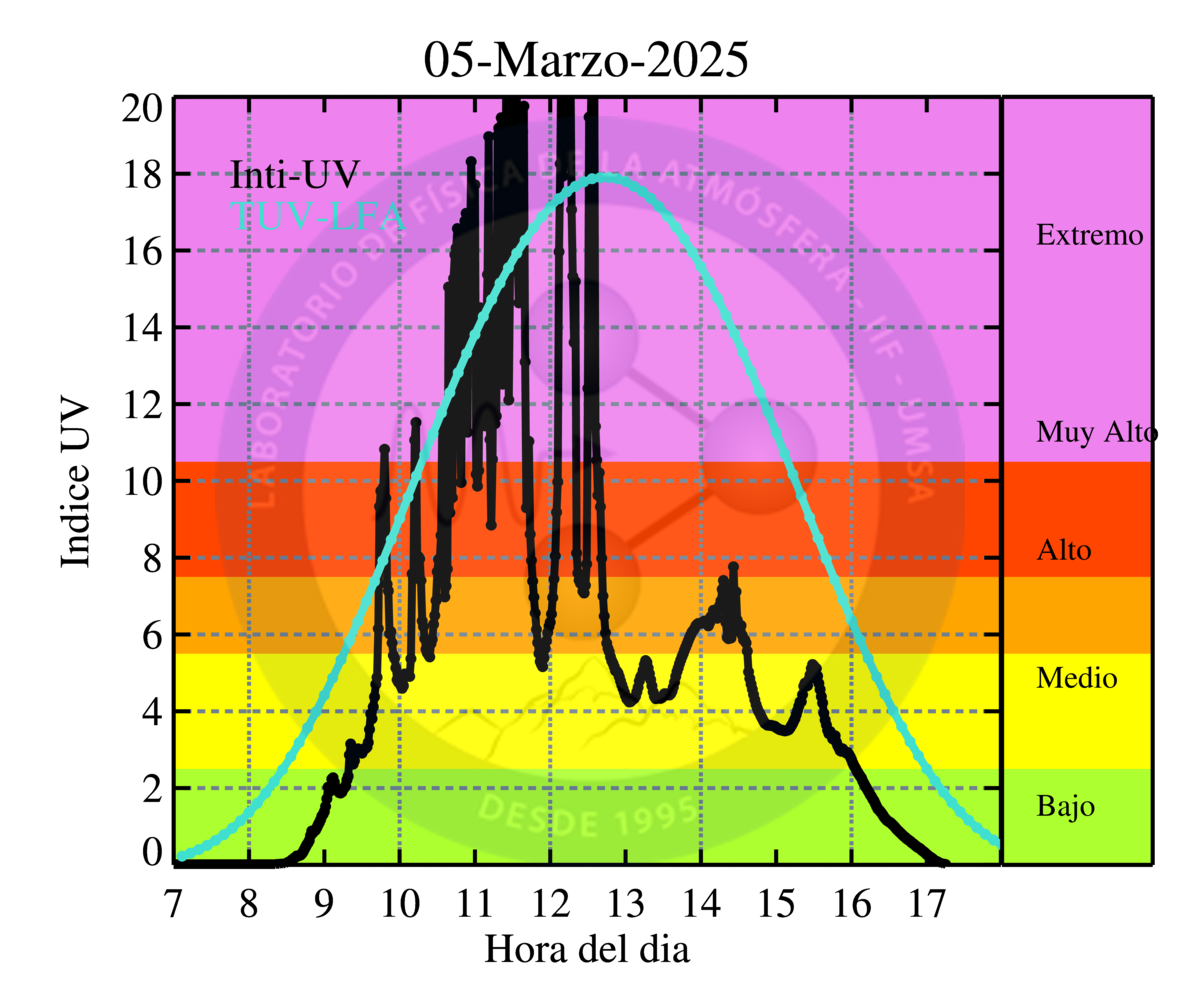 05-Marzo-2025
Inti-UV
TUV-LFA
Indice UV
20
18
16
14
12
10
8
6
4
2
0
7 8 9 10 11 12 13 14 15 16 17
Hora del dia
Extremo
Muy Alto
Alto
Medio
Bajo
LABORATORIO DE FÍSICA DE LA ATMÓSFERA - IIF - UMSA
DESDE 1995